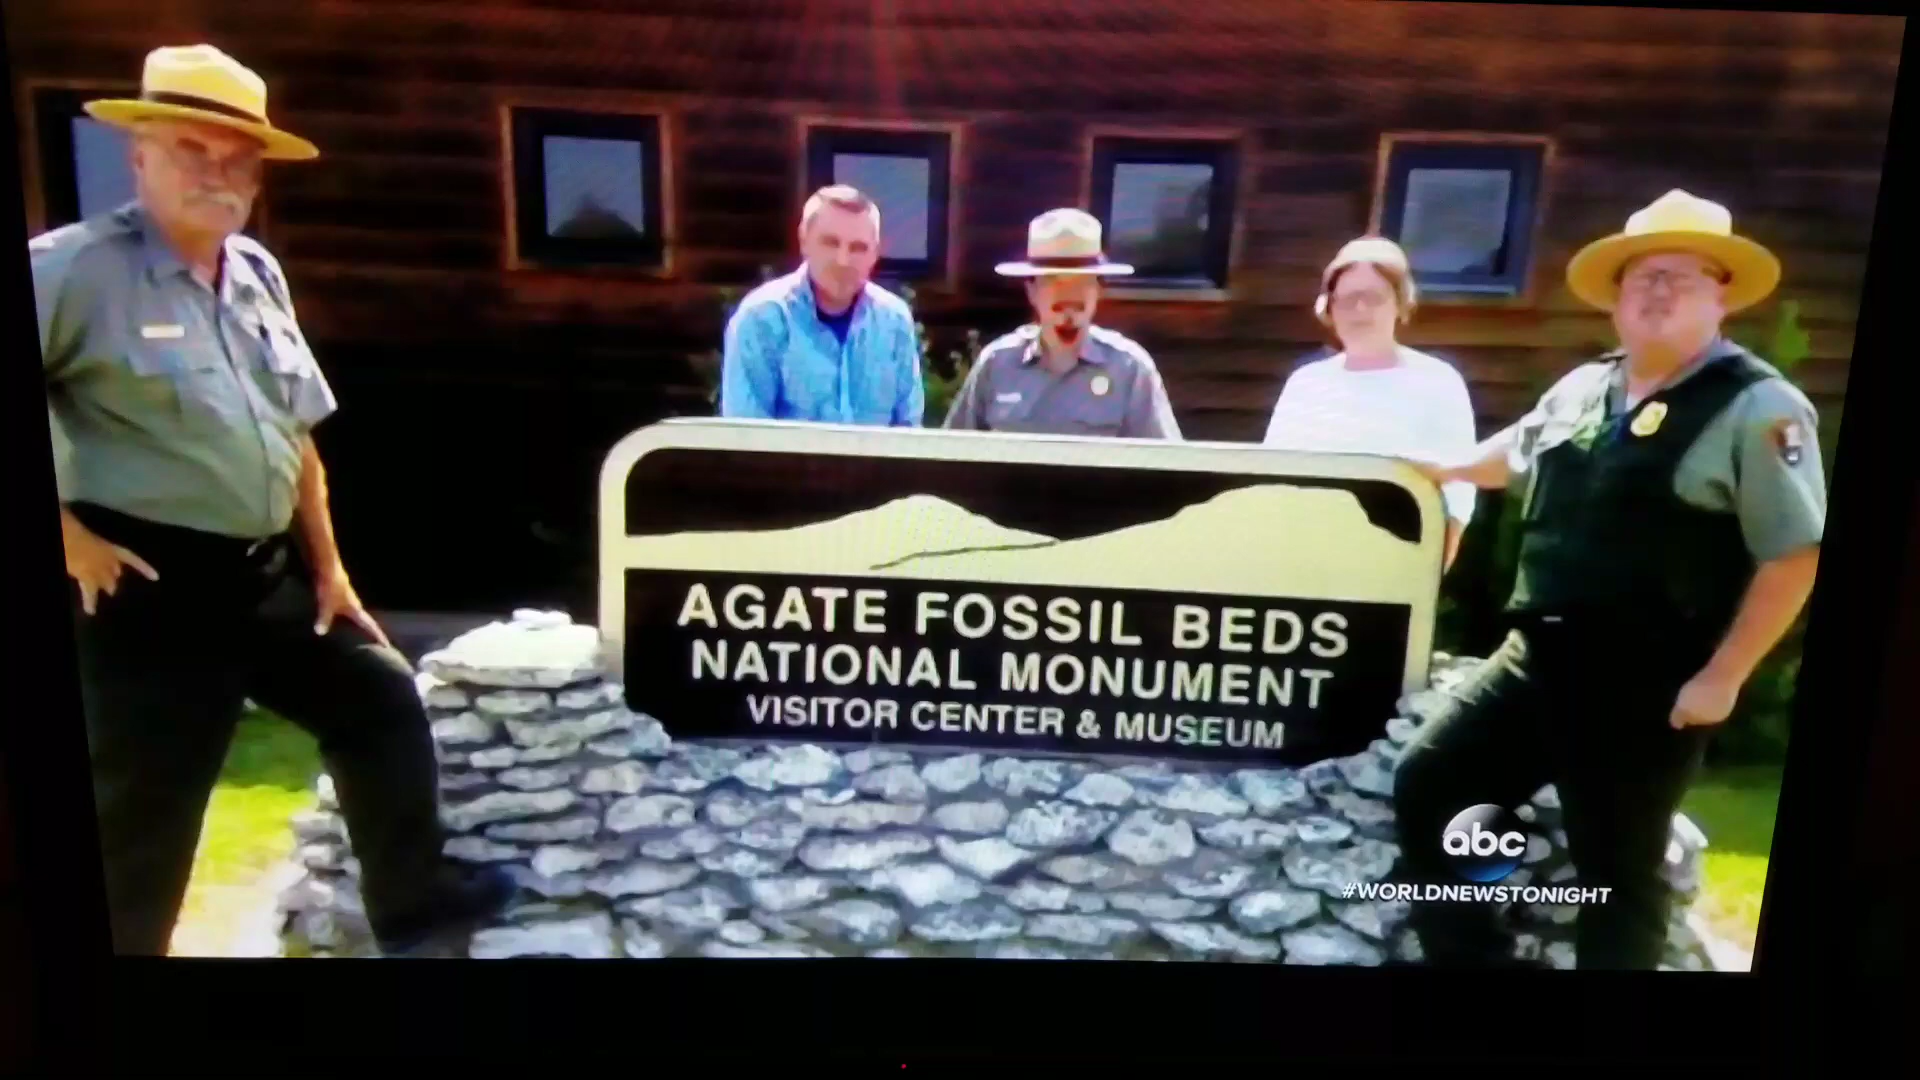 AGATE FOSSIL BEDS
NATIONAL MONUMENT
VISITOR CENTER & MUSEUM
abc
#WORLDNEWSTONIGHT